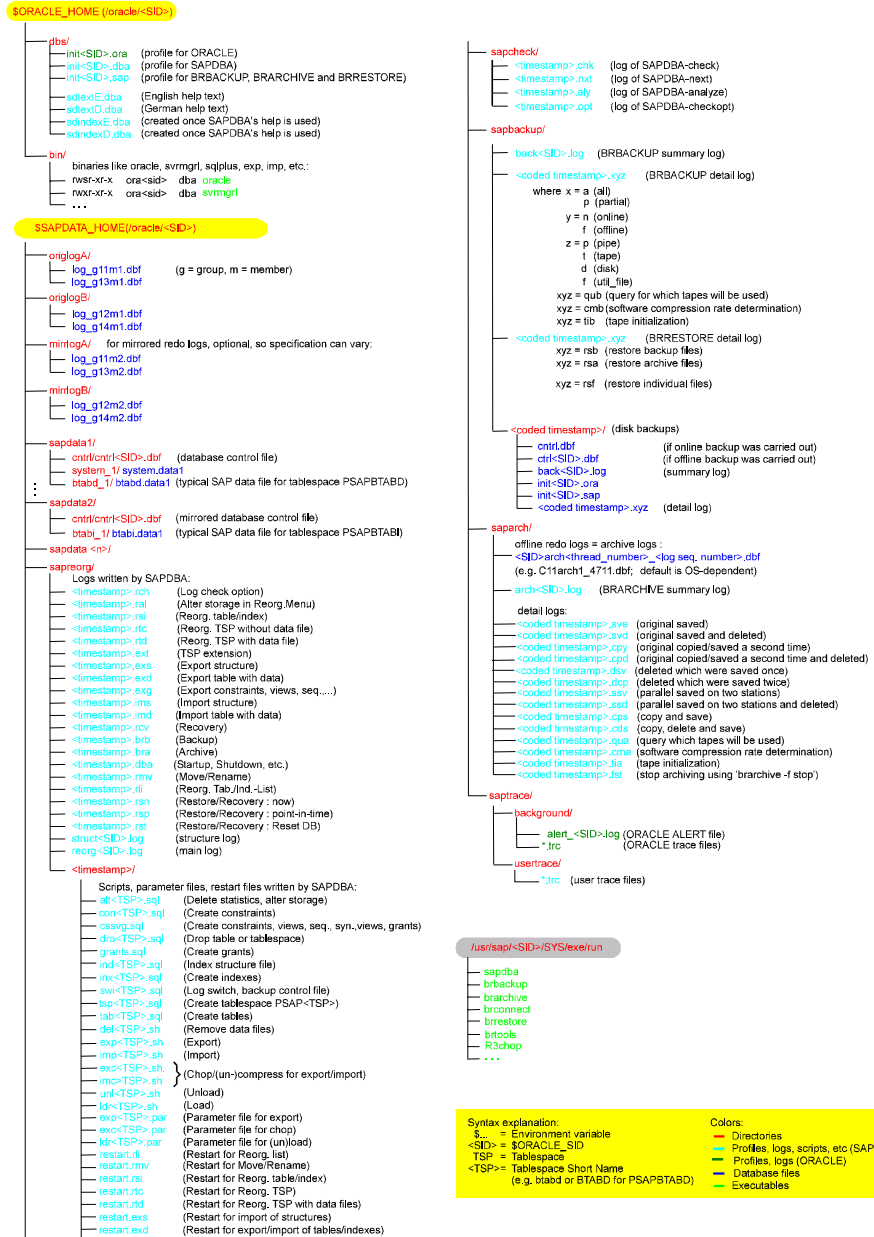 $ORACLE_HOME (/oracle/<SID>)
dbs/
init<SID>.ora (profile for ORACLE)
init<SID>.dba (profile for SAPDBA)
init<SID>.sap (profile for BRBACKUP, BRARCHIVE and BRRESTORE)
sdtextE.dba (English help text)
sdtextD.dba (German help text)
sdindexE.dba (created once SAPDBA's help is used)
sdindexD.dba (created once SAPDBA's help is used)
bin/
binaries like oracle, svrmgrl, sqlplus, exp, imp, etc.:
rwsr-xr-x ora<sid> dba oracle
rwxr-xr-x ora<sid> dba svrmgrl
...
$SAPDATA_HOME(/oracle/<SID>)
origlogA/
log_g11m1.dbf (g = group, m = member)
log_g13m1.dbf
origlogB/
log_g12m1.dbf
log_g14m1.dbf
mirrlogA/ for mirrored redo logs, optional, so specification can vary:
log_g11m2.dbf
log_g13m2.dbf
mirrlogB/
log_g12m2.dbf
log_g14m2.dbf
sapdata1/
cntrl/cntrl<SID>.dbf (database control file)
system_1/ system.data1
btabd_1/ btabd.data1 (typical SAP data file for tablespace PSAPBTABD)
sapdata2/
cntrl/cntrl<SID>.dbf (mirrored database control file)
btabi_1/ btabi.data1 (typical SAP data file for tablespace PSAPBTABI)
sapdata <n>/
sapreorg/
Logs written by SAPDBA:
<timestamp>.rch (Log check option)
<timestamp>.ral (Alter storage in Reorg.Menu)
<timestamp>.rsi (Reorg. table/index)
<timestamp>.rtc (Reorg. TSP without data file)
<timestamp>.rtd (Reorg. TSP with data file)
<timestamp>.ext (TSP extension)
<timestamp>.exs (Export structure)
<timestamp>.exd (Export table with data)
<timestamp>.exg (Export constraints, views, seq.,...)
<timestamp>.ims (Import structure)
<timestamp>.imd (Import table with data)
<timestamp>.rcv (Recovery)
<timestamp>.brb (Backup)
<timestamp>.bra (Archive)
<timestamp>.dba (Startup, Shutdown, etc.)
<timestamp>.rmv (Move/Rename)
<timestamp>.rli (Reorg. Tab./Ind.-List)
<timestamp>.rsn (Restore/Recovery : now)
<timestamp>.rsp (Restore/Recovery : point-in-time)
<timestamp>.rst (Restore/Recovery : Reset DB)
struct<SID>.log (structure log)
reorg<SID>.log (main log)
<timestamp>/
Scripts, parameter files, restart files written by SAPDBA:
alt<TSP>.sql (Delete statistics, alter storage)
con<TSP>.sql (Create constraints)
cssvg.sql (Create constraints, views, seq., syn.,views, grants)
dro<TSP>.sql (Drop table or tablespace)
grants.sql (Create grants)
ind<TSP>.sql (Index structure file)
inx<TSP>.sql (Create indexes)
swi<TSP>.sql (Log switch, backup control file)
tsp<TSP>.sql (Create tablespace PSAP<TSP>)
tab<TSP>.sql (Create tables)
del<TSP>.sh (Remove data files)
exp<TSP>.sh (Export)
imp<TSP>.sh (Import)
exc<TSP>.sh.
imc>TSP>.sh (Chop/(un-)compress for export/import)
unl<TSP>.sh (Unload)
ldr<TSP>.sh (Load)
exp<TSP>.par (Parameter file for export)
exc<TSP>.par (Parameter file for chop)
ldr<TSP>.par (Parameter file for (un)load)
restart.rli (Restart for Reorg. list)
restart.rmv (Restart for Move/Rename)
restart.rsi (Restart for Reorg. table/index)
restart.rto (Restart for Reorg. TSP)
restart.rtd (Restart for Reorg. TSP with data files)
restart.exs (Restart for import of structures)
restart.exd (Restart for export/import of tables/indexes)
sapcheck/
<timestamp>.chk (log of SAPDBA-check)
<timestamp>.nxt (log of SAPDBA-next)
<timestamp>.aly (log of SAPDBA-analyze)
<timestamp>.opt (log of SAPDBA-checkopt)
sapbackup/
back<SID>.log (BRBACKUP summary log)
<coded timestamp>.xyz (BRBACKUP detail log)
where x = a (all)
p (partial)
y = n (online)
f (offline)
z = p (pipe)
t (tape)
d (disk)
f (util_file)
xyz = qub (query for which tapes will be used)
xyz = cmb(software compression rate determination)
xyz = tib (tape initialization)
<coded timestamp>.xyz (BRRESTORE detail log)
xyz = rsb (restore backup files)
xyz = rsa (restore archive files)
xyz = rsf (restore individual files)
<coded timestamp>/ (disk backups)
cntrl.dbf (if online backup was carried out)
ctrl<SID>.dbf (if offline backup was carried out)
back<SID>.log (summary log)
init<SID>.ora
init<SID>.sap
<coded timestamp>.xyz (detail log)
saparch/
offline redo logs = archive logs :
<SID>arch<thread_number>_<log seq. number>.dbf
(e.g. C11arch1_4711.dbf; default is OS-dependent)
arch<SID>.log (BRARCHIVE summary log)
detail logs:
<coded timestamp>.sve (original saved)
<coded timestamp>.svd (original saved and deleted)
<coded timestamp>.cpy (original copied/saved a second time)
<coded timestamp>.cpd (original copied/saved a second time and deleted)
<coded timestamp>.dsv (deleted which were saved once)
<coded timestamp>.dcp (deleted which were saved twice)
<coded timestamp>.ssv (parallel saved on two stations)
<coded timestamp>.ssd (parallel saved on two stations and deleted)
<coded timestamp>.cps (copy and save)
<coded timestamp>.cds (copy, delete and save)
<coded timestamp>.qua (query which tapes will be used)
<coded timestamp>.cma (software compression rate determination)
<coded timestamp>.tia (tape initialization)
<coded timestamp>.fst (stop archiving using 'brarchive -f stop')
saptrace/
background/
alert_<SID>.log (ORACLE ALERT file)
*.trc (ORACLE trace files)
usertrace/
*.trc (user trace files)
/usr/sap/<SID>/SYS/exe/run
sapdba
brbackup
brarchive
brconnect
brrestore
brtools
R3chop
...
Syntax explanation:
$... = Environment variable
<SID> = $ORACLE_SID
TSP = Tablespace
<TSP>= Tablespace Short Name
(e.g. btabd or BTABD for PSAPBTABD)
Colors:
Directories
Profiles, logs, scripts, etc (SAP
Profiles, logs (ORACLE)
Database files
Executables